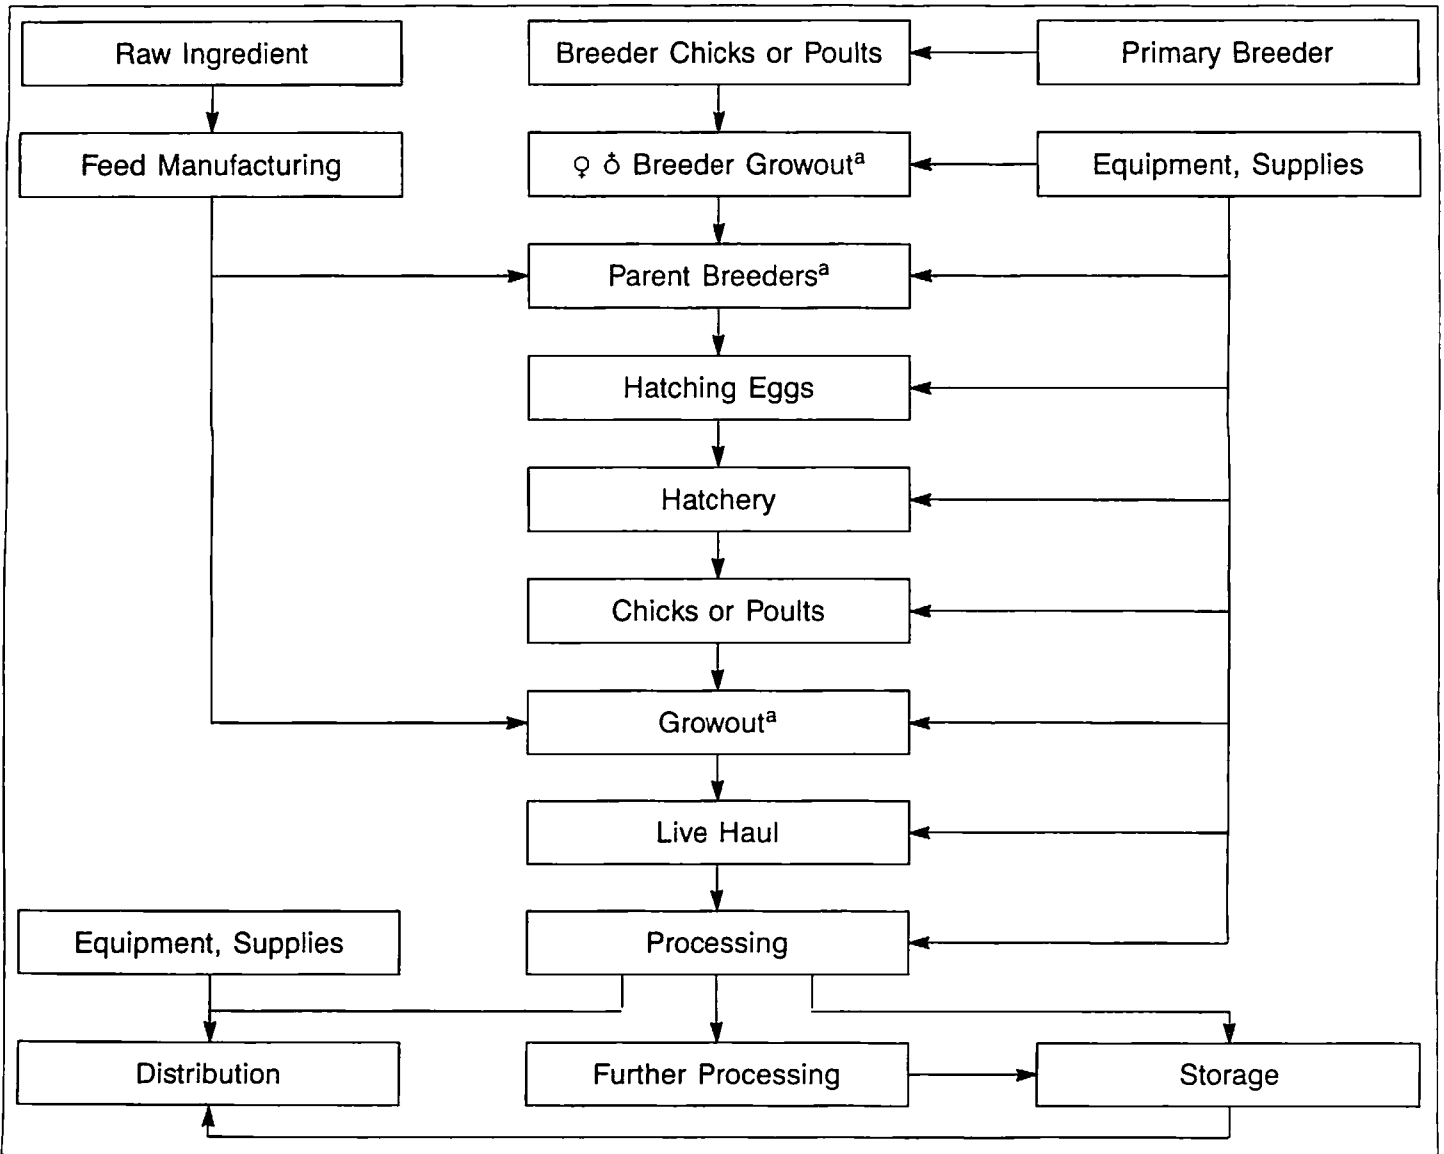 Raw Ingredient
Breeder Chicks or Poults
Primary Breeder
Feed Manufacturing
♀ ♁ Breeder Growoutᵃ
Equipment, Supplies
Parent Breedersᵃ
Hatching Eggs
Hatchery
Chicks or Poults
Growoutᵃ
Live Haul
Equipment, Supplies
Processing
Distribution
Further Processing
Storage